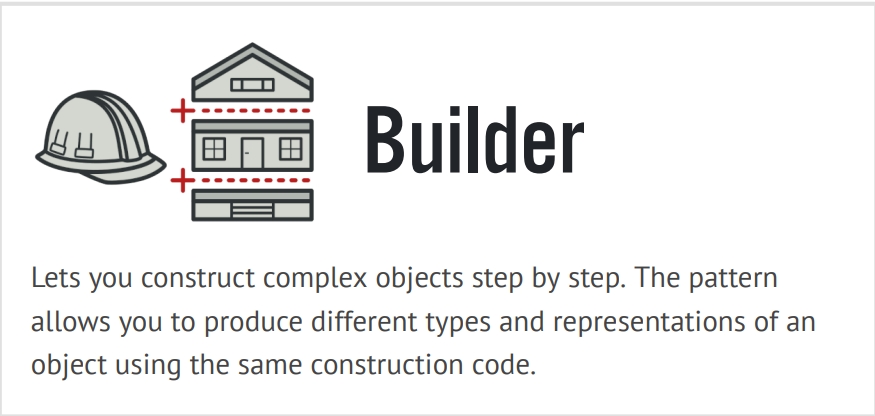 Builder
Lets you construct complex objects step by step. The pattern
allows you to produce different types and representations of an
object using the same construction code.